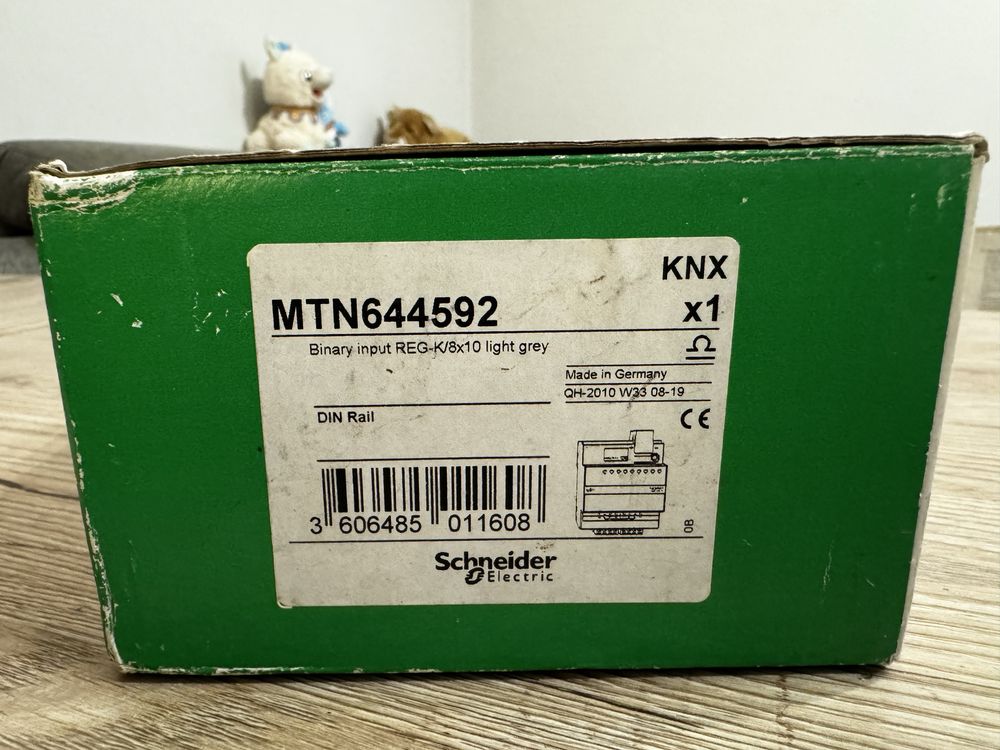 KNX
MTN644592 x1
Binary input REG-K/8x10 light grey
Made in Germany
QH-2010 W33 08-19
DIN Rail
CE
3 606485 011608
0B
Schneider
Electric